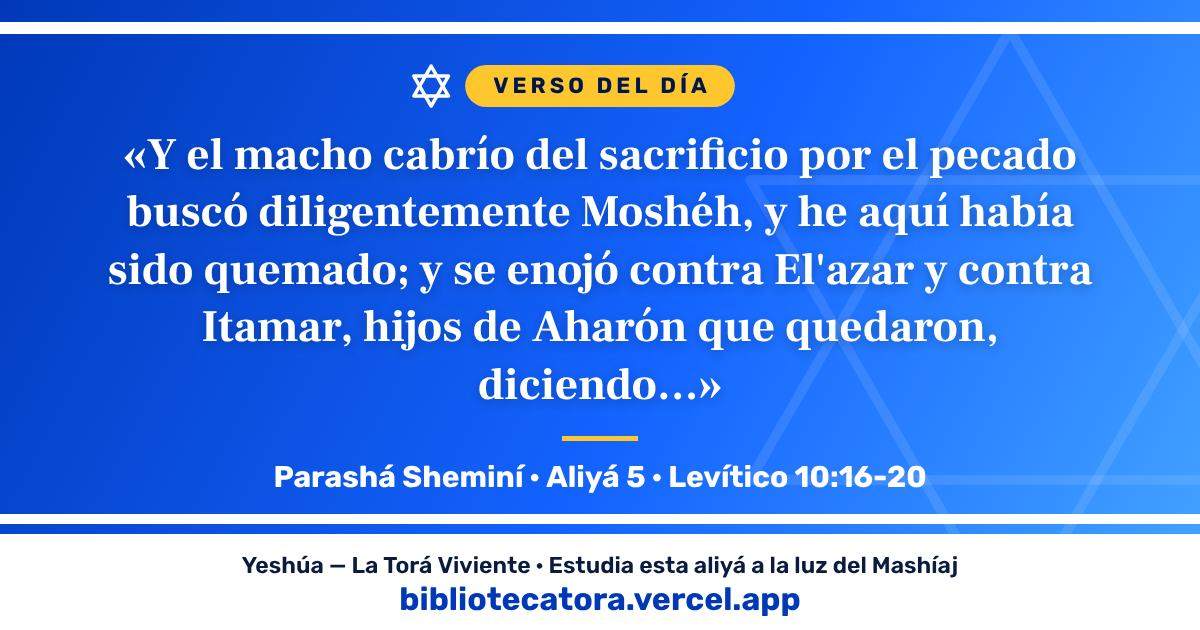 VERSO DEL DÍA
«Y el macho cabrío del sacrificio por el pecado
buscó diligentemente Moshéh, y he aquí había
sido quemado; y se enojó contra El'azar y contra
Itamar, hijos de Aharón que quedaron,
diciendo...»
Parashá Sheminí • Aliyá 5 • Levítico 10:16-20
Yeshúa — La Torá Viviente • Estudia esta aliyá a la luz del Mashíaj
bibliotecatora.vercel.app